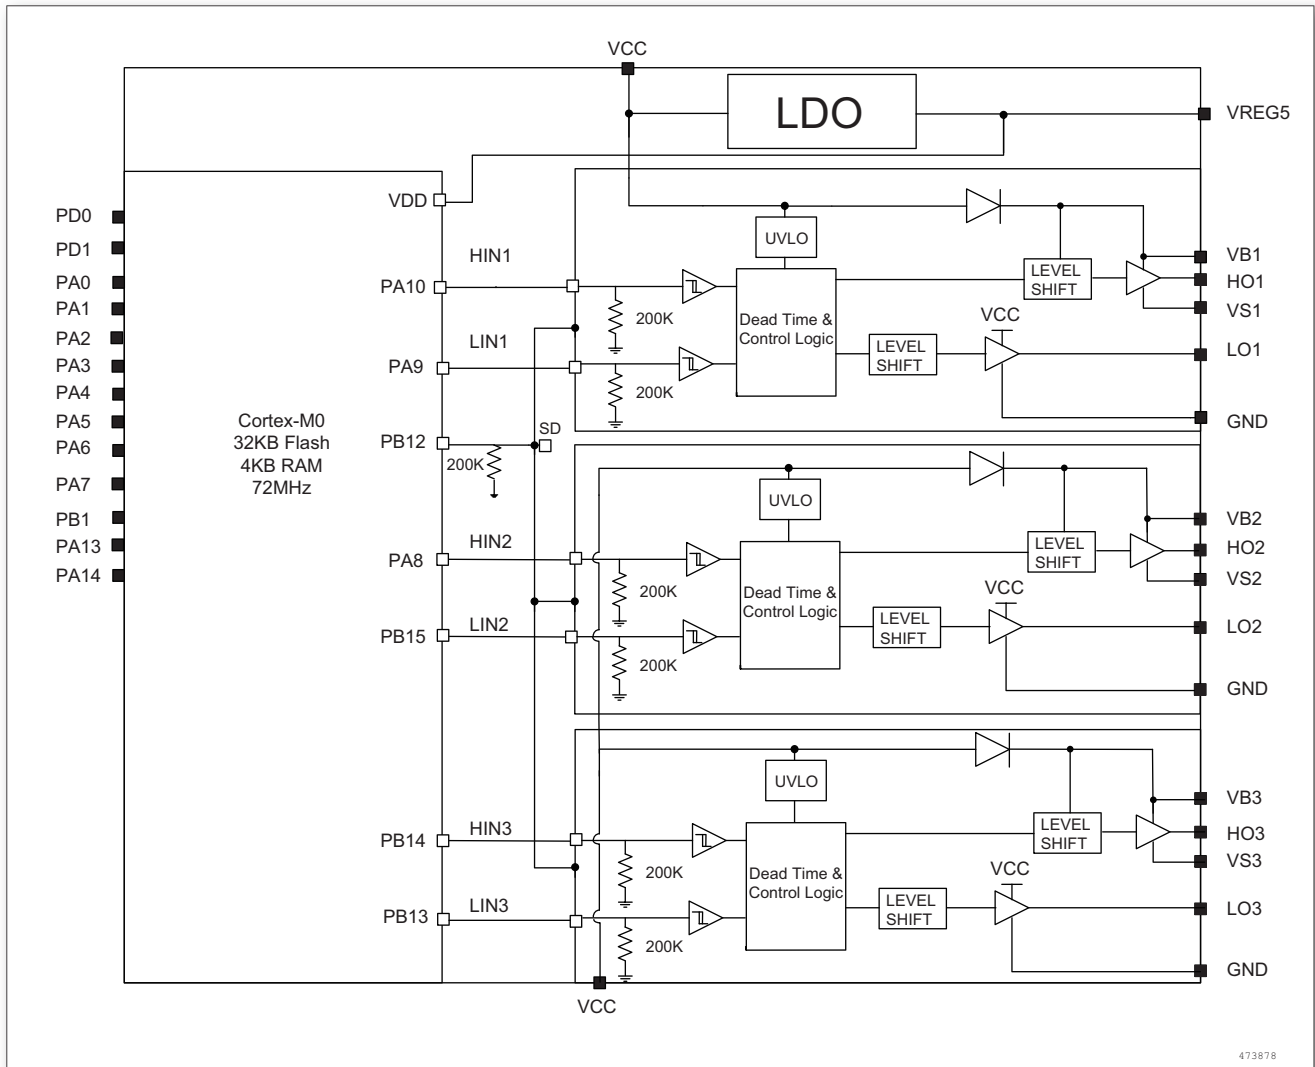 VCC
LDO
VREG5
VDD
PD0
PD1
PA0
PA1
PA2
PA3
PA4
PA5
PA6
PA7
PB1
PA13
PA14
Cortex-M0
32KB Flash
4KB RAM
72MHz
PA10
PA9
PB12
PA8
PB15
PB14
PB13
HIN1
LIN1
SD
200K
HIN2
LIN2
HIN3
LIN3
UVLO
200K
200K
Dead Time &
Control Logic
LEVEL
SHIFT
LEVEL
SHIFT
VCC
VB1
HO1
VS1
LO1
GND
UVLO
200K
200K
Dead Time &
Control Logic
LEVEL
SHIFT
LEVEL
SHIFT
VCC
VB2
HO2
VS2
LO2
GND
UVLO
200K
200K
Dead Time &
Control Logic
LEVEL
SHIFT
LEVEL
SHIFT
VCC
VB3
HO3
VS3
LO3
GND
VCC
473878